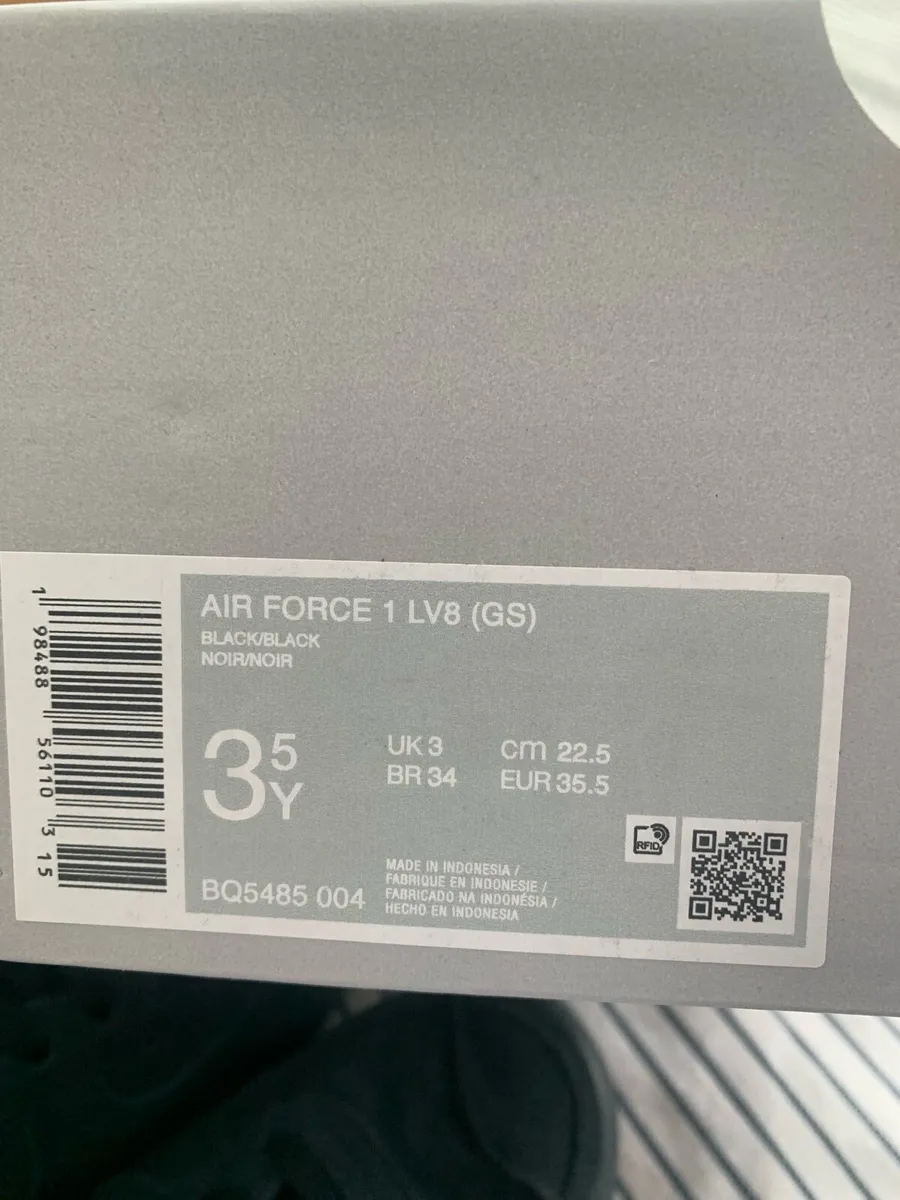 AIR FORCE 1 LV8 (GS)
BLACK/BLACK
NOIR/NOIR
3 5 Y
UK 3
BR 34
cm 22.5
EUR 35.5
BQ5485 004
MADE IN INDONESIA /
FABRIQUE EN INDONESIE /
FABRICADO NA INDONÉSIA /
HECHO EN INDONESIA
RFID
1 98488 56110 3 15